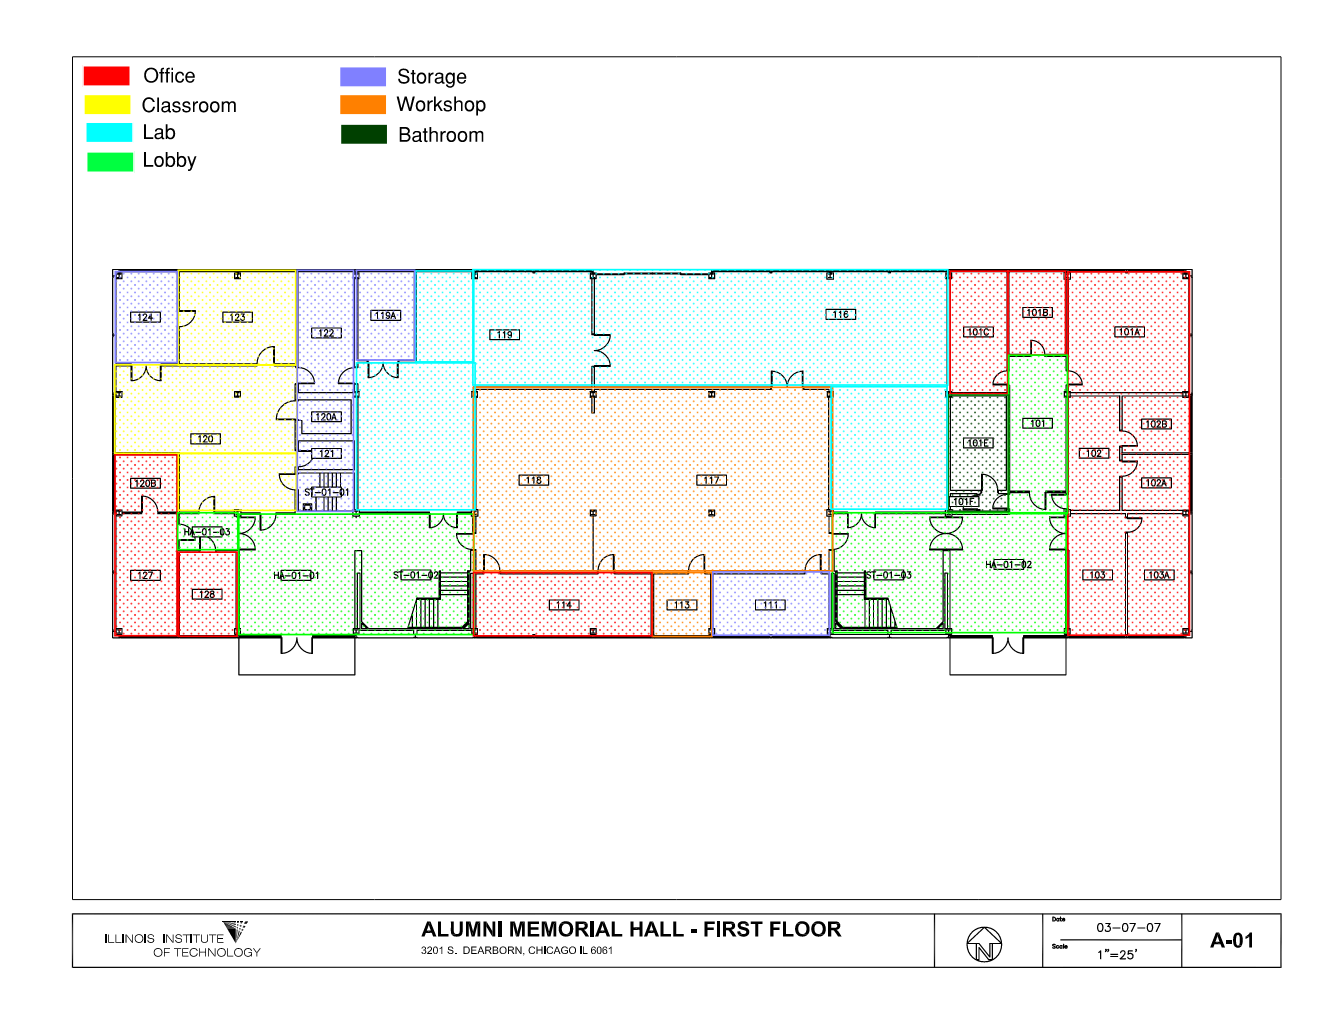 Office
Storage
Classroom
Workshop
Lab
Bathroom
Lobby
124
123
122
119A
119
116
101C
101B
101A
120
120A
121
101E
101
102
102B
120B
ST-01-01
118
117
101F
102A
HA-01-03
127
128
HA-01-01
ST-01-02
114
113
111
ST-01-03
HA-01-02
103
103A
ILLINOIS INSTITUTE
OF TECHNOLOGY
ALUMNI MEMORIAL HALL - FIRST FLOOR
3201 S. DEARBORN, CHICAGO IL 6061
N
Date
03-07-07
Scale
1"=25'
A-01